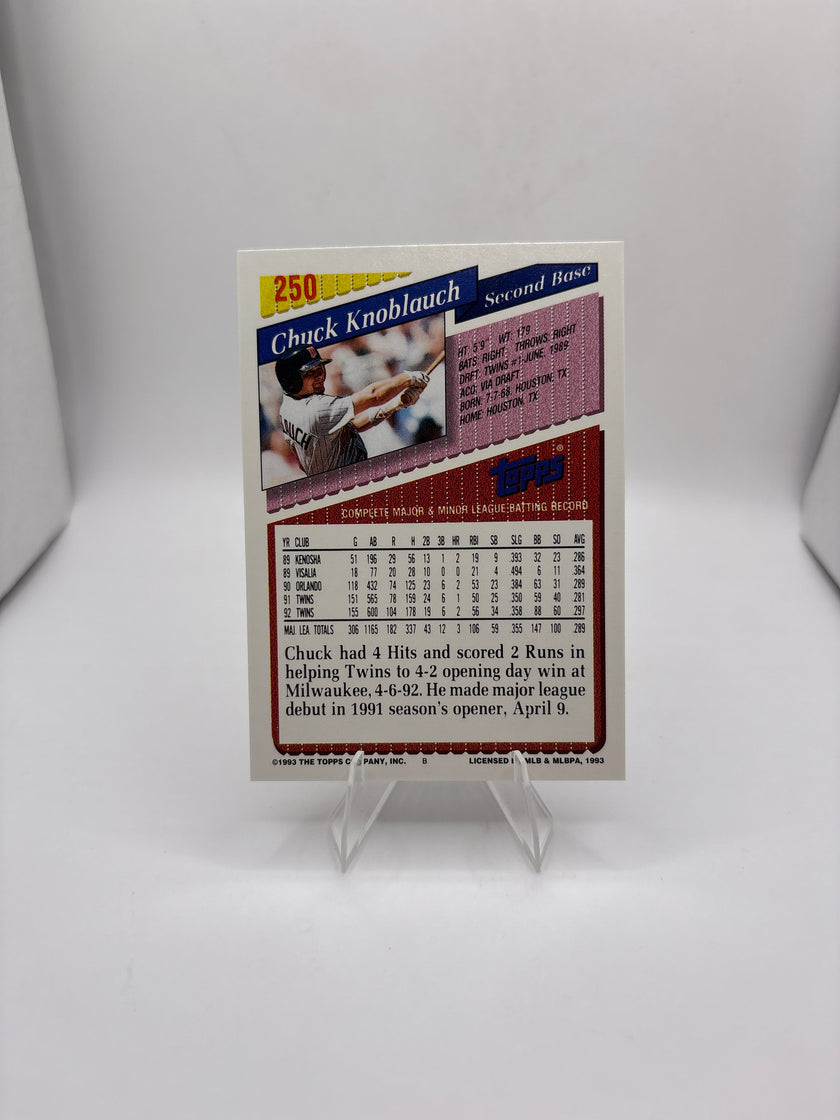 250
Chuck Knoblauch
Second Base
HT: 5'9" WT: 179
BATS: RIGHT THROWS: RIGHT
DRFT: TWINS #1-JUNE, 1989
ACQ: VIA DRAFT
BORN: 7-7-68, HOUSTON, TX
HOME: HOUSTON, TX
LAUCH
Topps®
COMPLETE MAJOR & MINOR LEAGUE BATTING RECORD
YR CLUB G AB R H 2B 3B HR RBI SB SLG BB SO AVG
89 KENOSHA 51 196 29 56 13 1 2 19 9 .393 32 23 .286
89 VISALIA 18 77 20 28 10 0 0 21 4 .494 6 11 .364
90 ORLANDO 118 432 74 125 23 6 2 53 23 .384 63 31 .289
91 TWINS 151 565 78 159 24 6 1 50 25 .350 59 40 .281
92 TWINS 155 600 104 178 19 6 2 56 34 .358 88 60 .297
MAJ. LEA. TOTALS 306 1165 182 337 43 12 3 106 59 .355 147 100 .289
Chuck had 4 Hits and scored 2 Runs in
helping Twins to 4-2 opening day win at
Milwaukee, 4-6-92. He made major league
debut in 1991 season's opener, April 9.
©1993 THE TOPPS COMPANY, INC. B LICENSED BY MLB & MLBPA, 1993